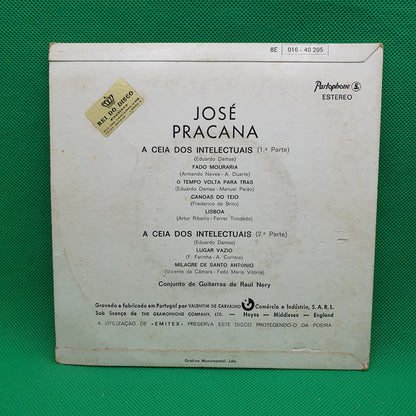 BE 016 - 40 295
Parlophone
ESTEREO
REI DO DISCO
JOSÉ
PRACANA
A CEIA DOS INTELECTUAIS (1.ª Parte)
(Eduardo Damas)
FADO MOURARIA
(Armando Neves - A. Duarte)
O TEMPO VOLTA PARA TRAS
(Eduardo Damas - Manuel Paião)
CANOAS DO TEJO
(Frederico de Brito)
LISBOA
(Artur Ribeiro - Ferrer Trindade)
A CEIA DOS INTELECTUAIS (2.ª Parte)
(Eduardo Damas)
LUGAR VAZIO
(F. Farinha - A. Correia)
MILAGRE DE SANTO ANTONIO
(Vicente da Câmara - Fado Maria Vitoria)
Conjunto de Guitarras de Raul Nery
Gravado e fabricado em Portugal por VALENTIM DE CARVALHO Comércio e Indústria, S. A. R. L.
Sob licença de THE GRAMOPHONE COMPANY, LTD. — Hayes — Middlesex — England
A UTILIZAÇÃO DE «EMITEX» PRESERVA ESTE DISCO PROTEGENDO-O DA POEIRA
Gráfica Monumental, Lda.